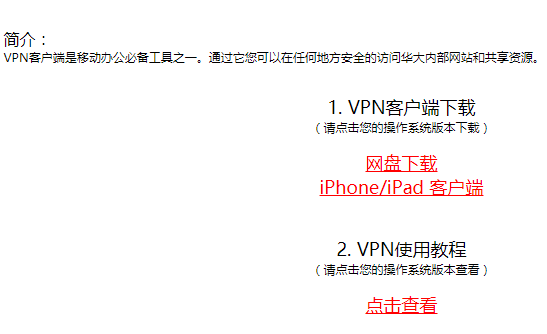 简介：
VPN客户端是移动办公必备工具之一。通过它您可以在任何地方安全的访问华大内部网站和共享资源。
1. VPN客户端下载
（请点击您的操作系统版本下载）
网盘下载
iPhone/iPad 客户端
2. VPN使用教程
（请点击您的操作系统版本查看）
点击查看